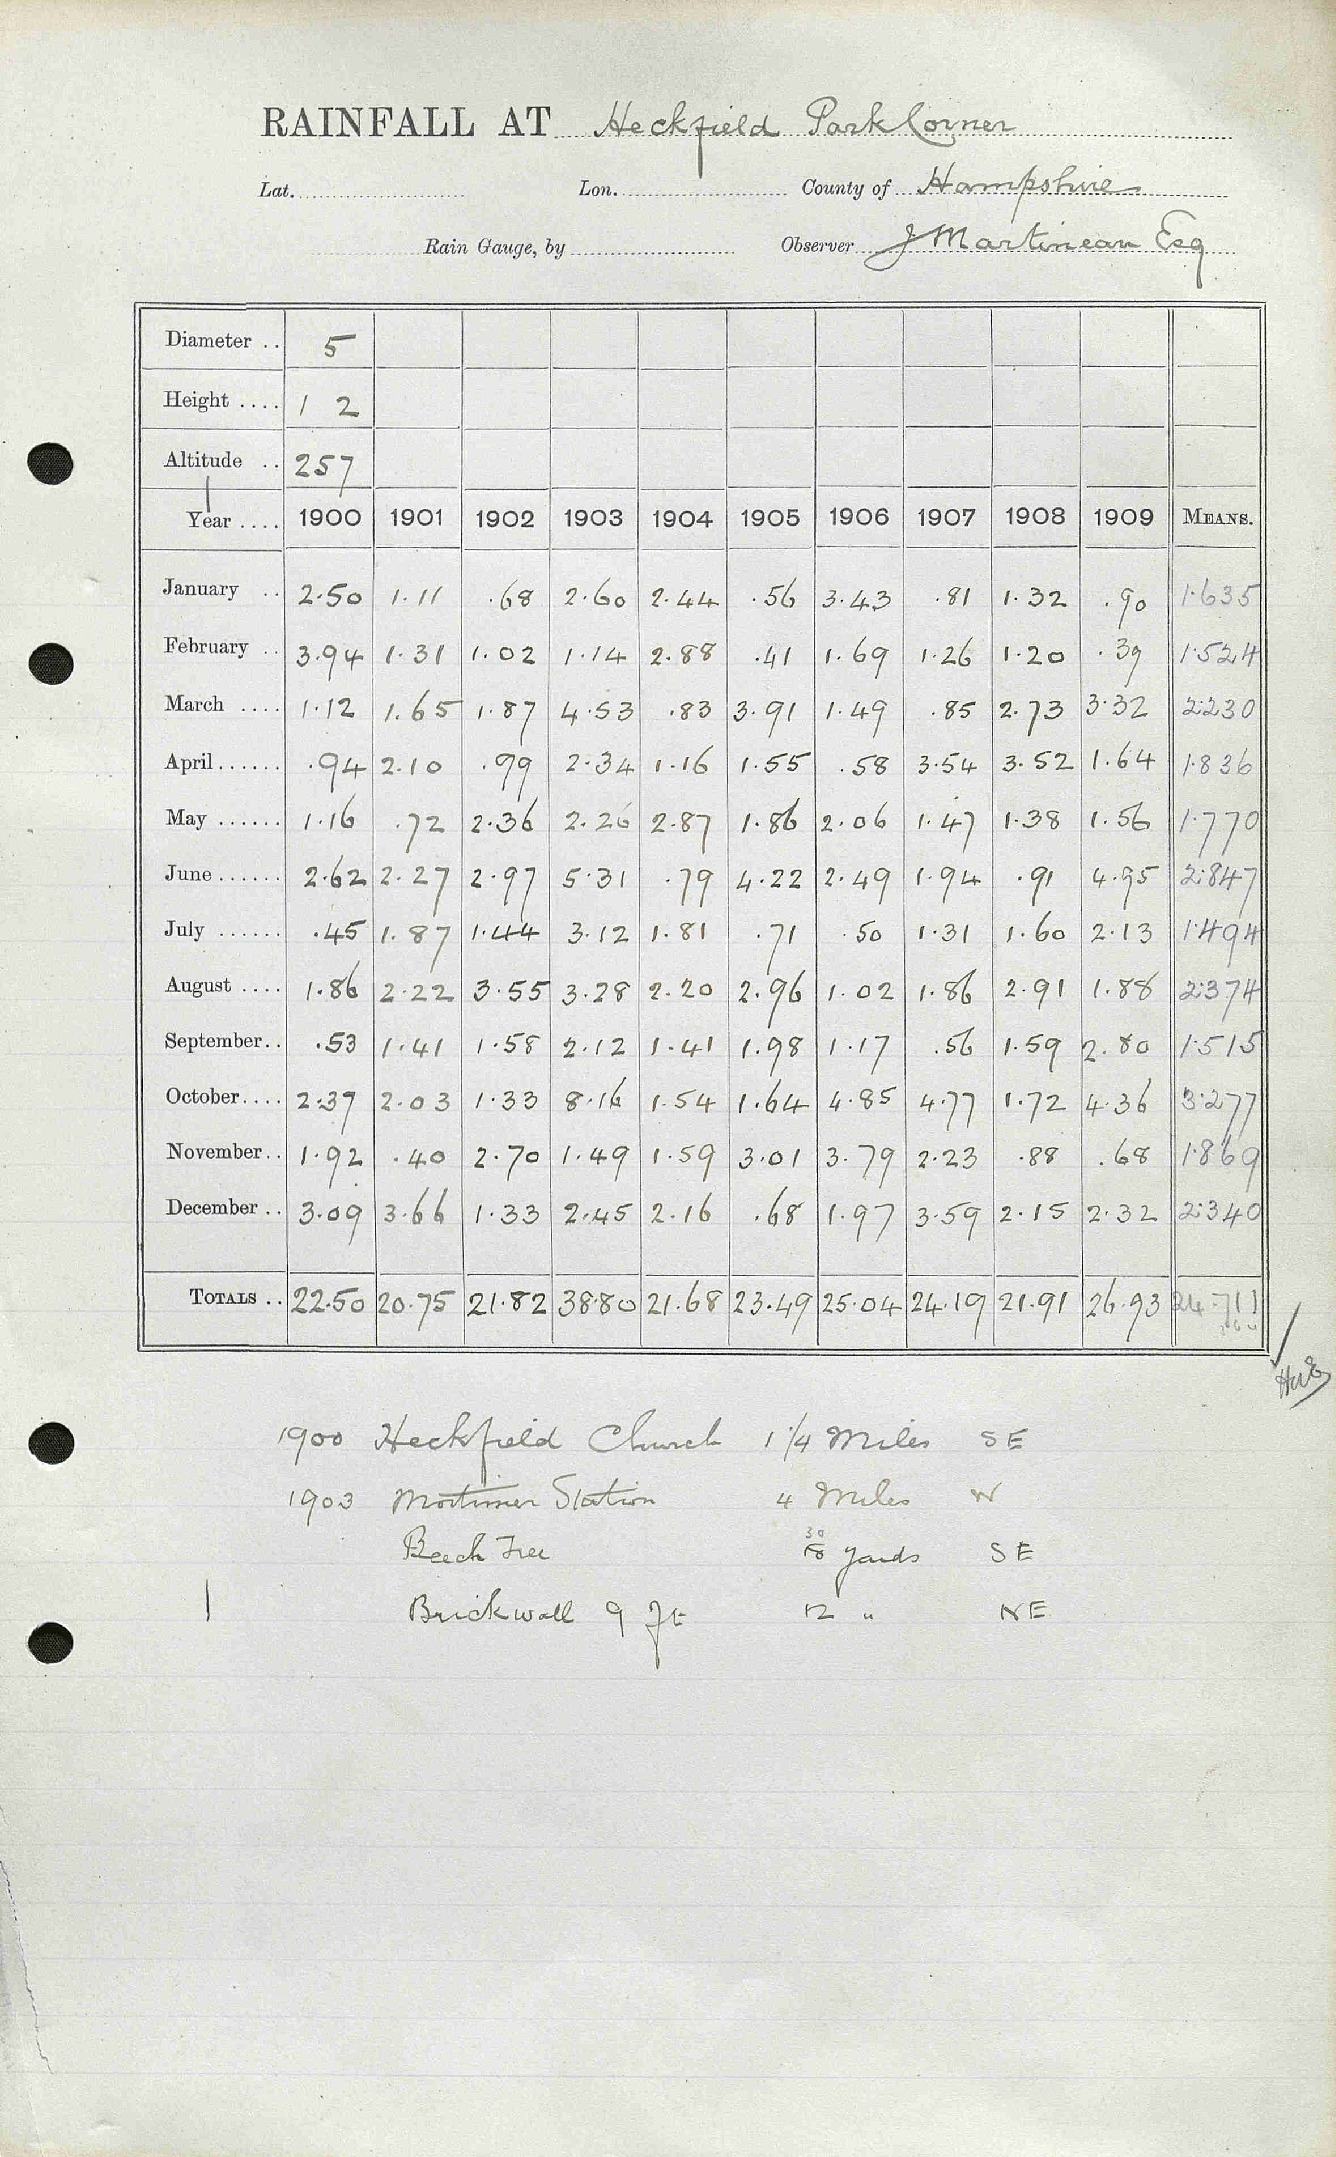 RAINFALL AT Heckfield Park Corner
Lat. Lon. County of Hampshire
Rain Gauge, by Observer J Martineau Esq
Diameter .. 5
Height .... 1 2
Altitude .. 257
Year .... 1900 1901 1902 1903 1904 1905 1906 1907 1908 1909 MEANS.
January .. 2.50 1.11 .68 2.60 2.44 .56 3.43 .81 1.32 .90 1.635
February .. 3.94 1.31 1.02 1.14 2.88 .41 1.69 1.26 1.20 .39 1.524
March .... 1.12 1.65 1.87 4.53 .83 3.91 1.49 .85 2.73 3.32 2.230
April...... .94 2.10 .99 2.34 1.16 1.55 .58 3.54 3.52 1.64 1.836
May ...... 1.16 .72 2.36 2.26 2.87 1.86 2.06 1.47 1.38 1.56 1.770
June...... 2.62 2.27 2.97 5.31 .79 4.22 2.49 1.94 .91 4.95 2.847
July ...... .45 1.87 1.44 3.12 1.81 .71 .50 1.31 1.60 2.13 1.494
August .... 1.86 2.22 3.55 3.28 2.20 2.96 1.02 1.86 2.91 1.88 2.374
September.. .53 1.41 1.58 2.12 1.41 1.98 1.17 .56 1.59 2.80 1.515
October.... 2.37 2.03 1.33 8.16 1.54 1.64 4.85 4.77 1.72 4.36 3.277
November.. 1.92 .40 2.70 1.49 1.59 3.01 3.79 2.23 .88 .68 1.869
December .. 3.09 3.66 1.33 2.45 2.16 .68 1.97 3.59 2.15 2.32 2.340
TOTALS .. 22.50 20.75 21.82 38.80 21.68 23.49 25.04 24.19 21.91 26.93 24.711
1900 Heckfield Church 1 1/4 Miles SE
1903 Mortimer Station 4 Miles W
30
Beech Tree yards SE
Brickwall 9 Ft 12 " NE